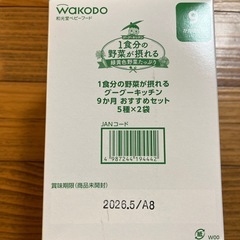 wakodo
和光堂ベビーフード
9
1食分の
野菜が摂れる
緑黄色野菜たっぷり
1食分の野菜が摂れる
グーグーキッチン
9か月 おすすめセット
5種×2袋
JANコード
4987244194442
賞味期限(商品未開封)
2026.5/A8
W00